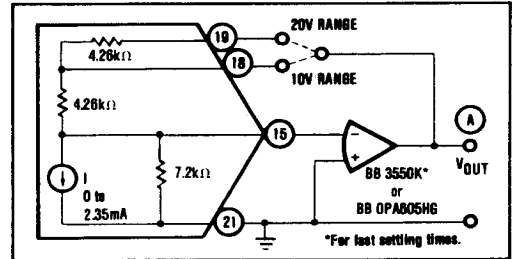 19
20V RANGE
4.26kΩ
18
10V RANGE
4.26kΩ
15
−
A
7.2kΩ
+
VOUT
I
0 to
2.35mA
BB 3550K*
or
BB OPA605HG
21
*For fast settling times.